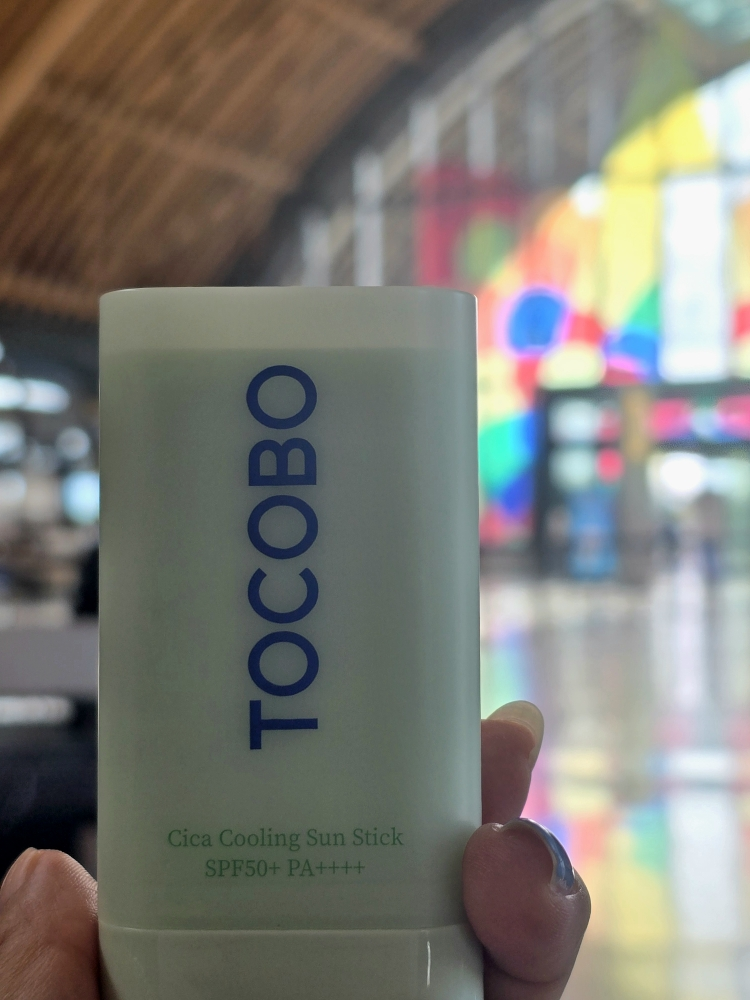 TOCOBO
Cica Cooling Sun Stick
SPF50+ PA++++